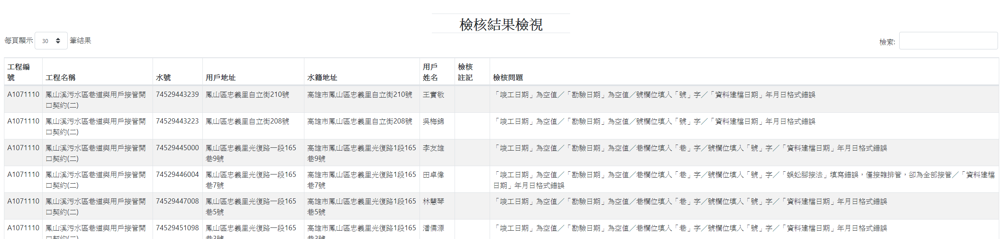 檢核結果檢視
每頁顯示 30 筆結果
檢索:
工程編號 工程名稱 水號 用戶地址 水籍地址 用戶姓名 檢核註記 檢核問題
A1071110 鳳山溪污水區巷道與用戶接管開口契約(二) 74529443239 鳳山區忠義里自立街210號 高雄市鳳山區忠義里自立街210號 王實敬 「竣工日期」為空值／「勘驗日期」為空值／號欄位填入「號」字／「資料建檔日期」年月日格式錯誤
A1071110 鳳山溪污水區巷道與用戶接管開口契約(二) 74529443223 鳳山區忠義里自立街208號 高雄市鳳山區忠義里自立街208號 吳梅錦 「竣工日期」為空值／「勘驗日期」為空值／號欄位填入「號」字／「資料建檔日期」年月日格式錯誤
A1071110 鳳山溪污水區巷道與用戶接管開口契約(二) 74529445000 鳳山區忠義里光復路一段165巷9號 高雄市鳳山區忠義里光復路1段165巷9號 李友雄 「竣工日期」為空值／「勘驗日期」為空值／巷欄位填入「巷」字／號欄位填入「號」字／「資料建檔日期」年月日格式錯誤
A1071110 鳳山溪污水區巷道與用戶接管開口契約(二) 74529446004 鳳山區忠義里光復路一段165巷7號 高雄市鳳山區忠義里光復路1段165巷7號 田卓偉 「竣工日期」為空值／「勘驗日期」為空值／巷欄位填入「巷」字／號欄位填入「號」字／「蜈蚣腳接法」填寫錯誤，僅接雜排管，卻為全部接管／「資料建檔日期」年月日格式錯誤
A1071110 鳳山溪污水區巷道與用戶接管開口契約(二) 74529447008 鳳山區忠義里光復路一段165巷5號 高雄市鳳山區忠義里光復路1段165巷5號 林慧琴 「竣工日期」為空值／「勘驗日期」為空值／巷欄位填入「巷」字／號欄位填入「號」字／「資料建檔日期」年月日格式錯誤
A1071110 鳳山溪污水區巷道與用戶接管開口契約(二) 74529451098 鳳山區忠義里光復路一段165巷3號 高雄市鳳山區忠義里光復路1段165巷3號 潘儒源 「竣工日期」為空值／「勘驗日期」為空值／巷欄位填入「巷」字／號欄位填入「號」字／「資料建檔日期」年月日格式錯誤